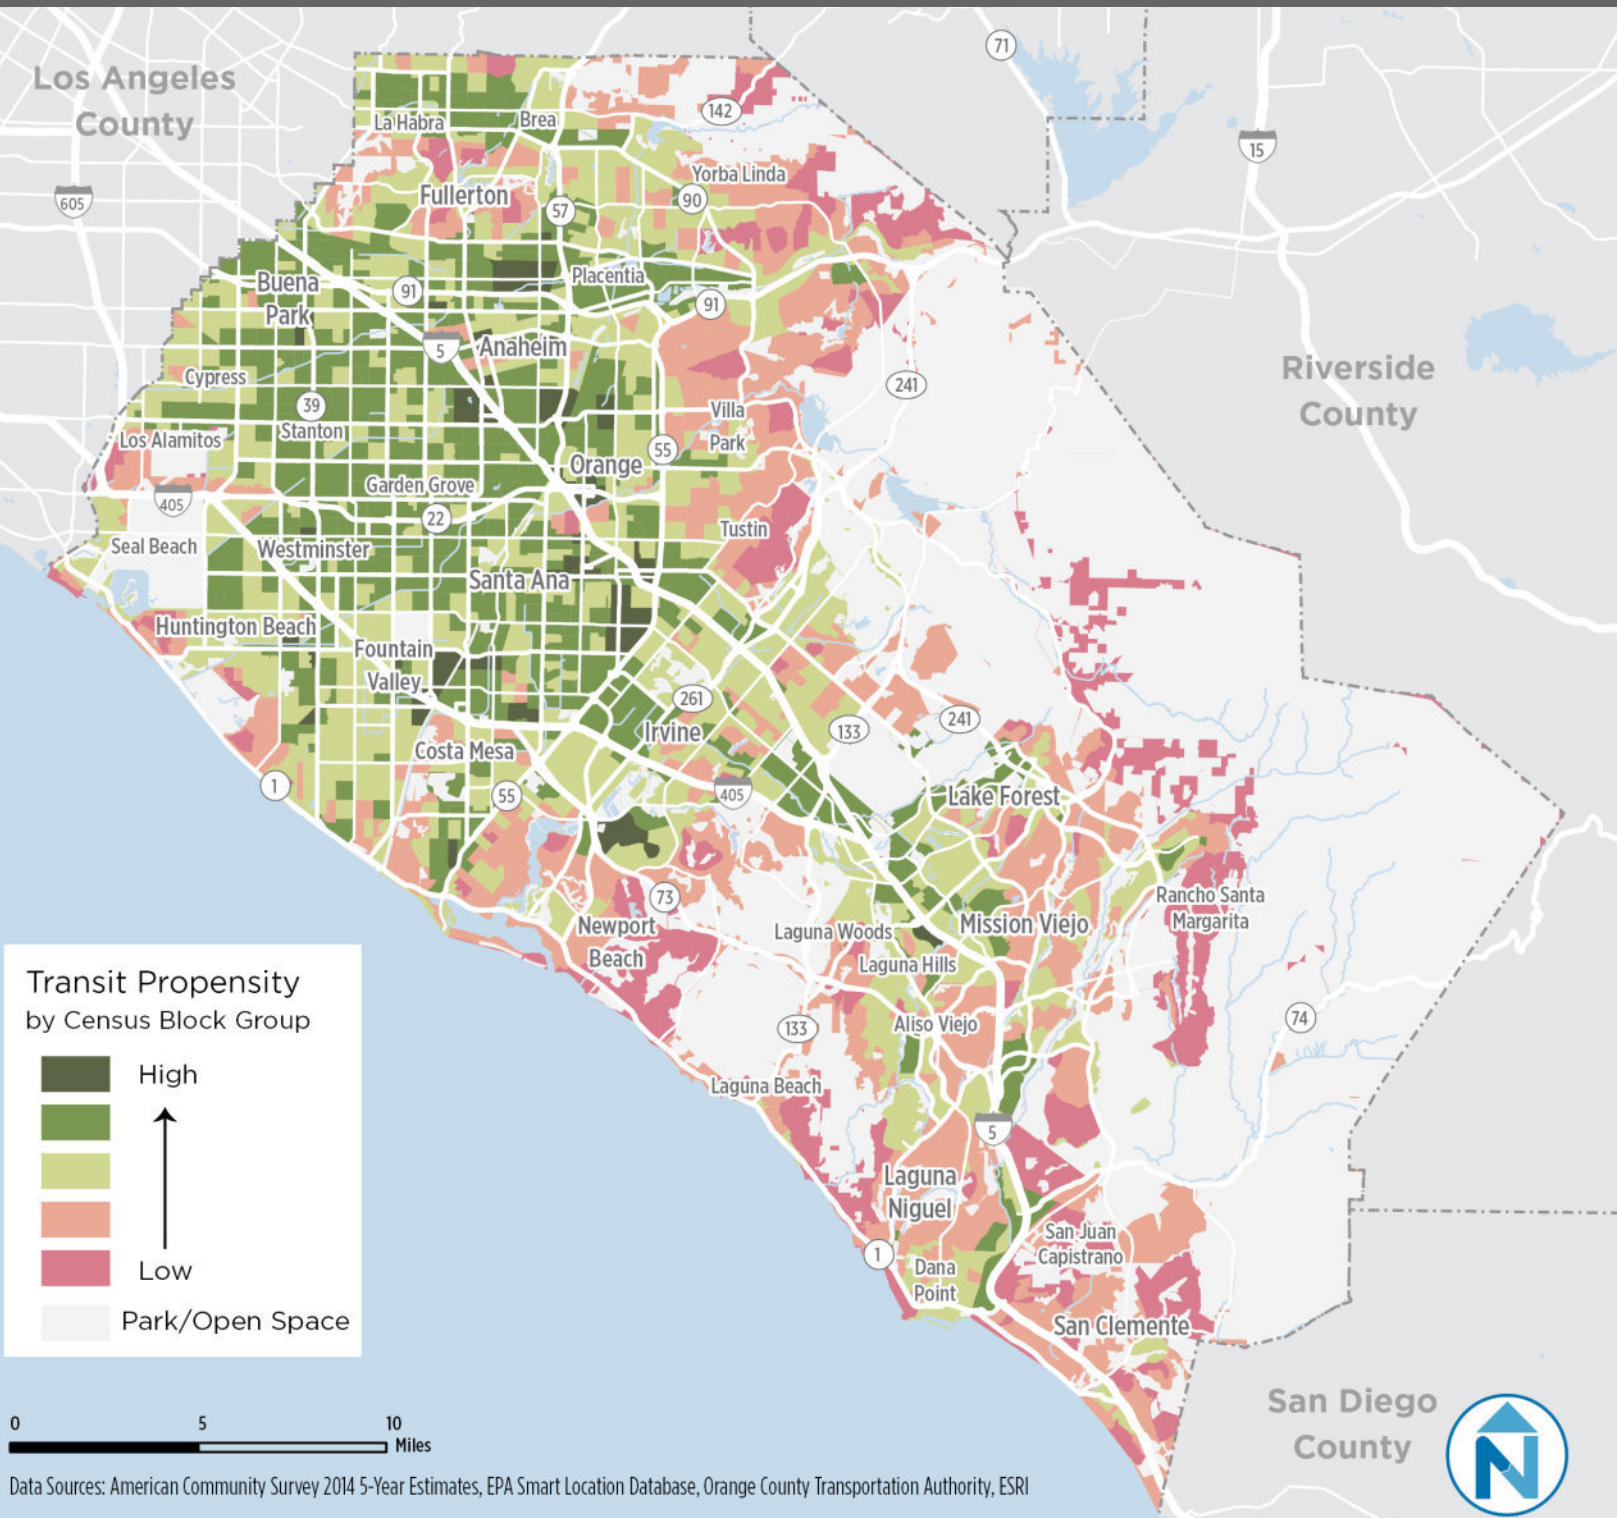 Los Angeles
County
71
142
15
La Habra
Brea
605
Yorba Linda
Fullerton
90
57
Buena
Park
91
Placentia
91
5
Anaheim
Riverside
County
Cypress
241
39
Stanton
Villa
Park
Los Alamitos
55
Orange
Garden Grove
405
22
Tustin
Seal Beach
Westminster
Santa Ana
Huntington Beach
Fountain
Valley
261
241
Irvine
133
Costa Mesa
1
55
405
Lake Forest
73
Rancho Santa
Margarita
Newport
Beach
Laguna Woods
Mission Viejo
Laguna Hills
74
133
Aliso Viejo
Laguna Beach
5
Laguna
Niguel
San Juan
Capistrano
1
Dana
Point
San Clemente
Transit Propensity
by Census Block Group
High
Low
Park/Open Space
San Diego
County
N
0 5 10
Miles
Data Sources: American Community Survey 2014 5-Year Estimates, EPA Smart Location Database, Orange County Transportation Authority, ESRI